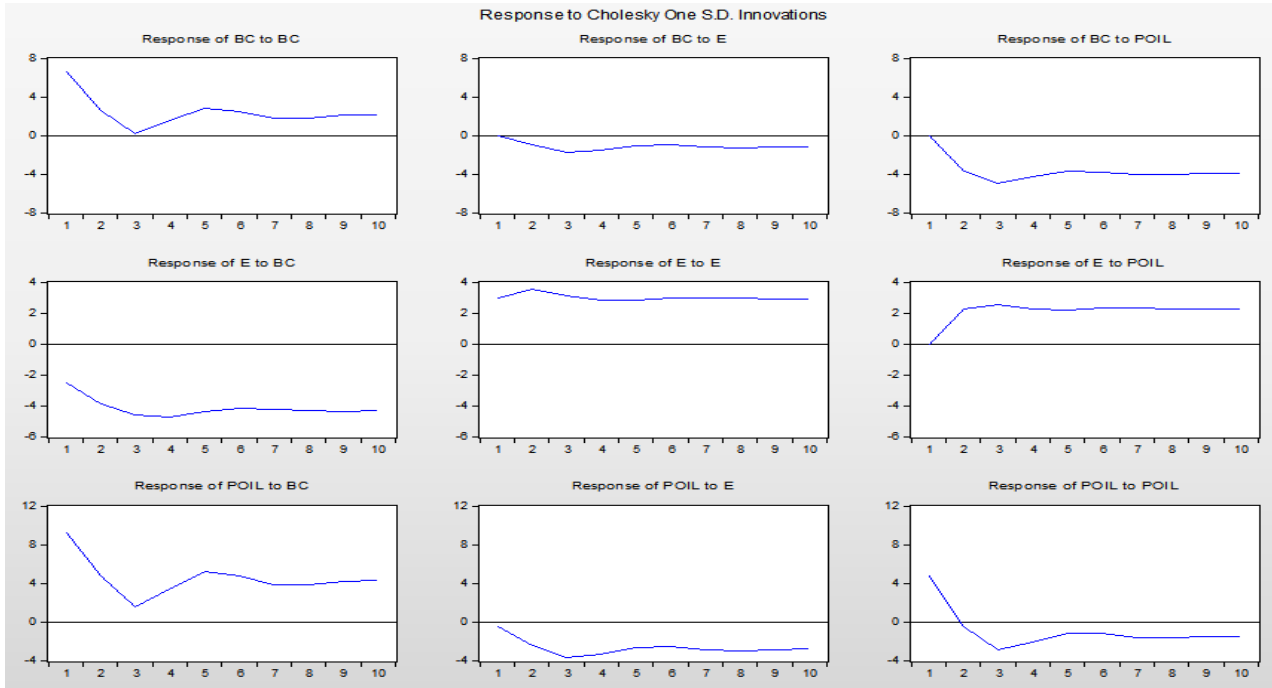 Response to Cholesky One S.D. Innovations
Response of BC to BC
8
4
0
-4
-8
1 2 3 4 5 6 7 8 9 10
Response of BC to E
8
4
0
-4
-8
1 2 3 4 5 6 7 8 9 10
Response of BC to POIL
8
4
0
-4
-8
1 2 3 4 5 6 7 8 9 10
Response of E to BC
4
2
0
-2
-4
-6
1 2 3 4 5 6 7 8 9 10
Response of E to E
4
2
0
-2
-4
-6
1 2 3 4 5 6 7 8 9 10
Response of E to POIL
4
2
0
-2
-4
-6
1 2 3 4 5 6 7 8 9 10
Response of POIL to BC
12
8
4
0
-4
1 2 3 4 5 6 7 8 9 10
Response of POIL to E
12
8
4
0
-4
1 2 3 4 5 6 7 8 9 10
Response of POIL to POIL
12
8
4
0
-4
1 2 3 4 5 6 7 8 9 10